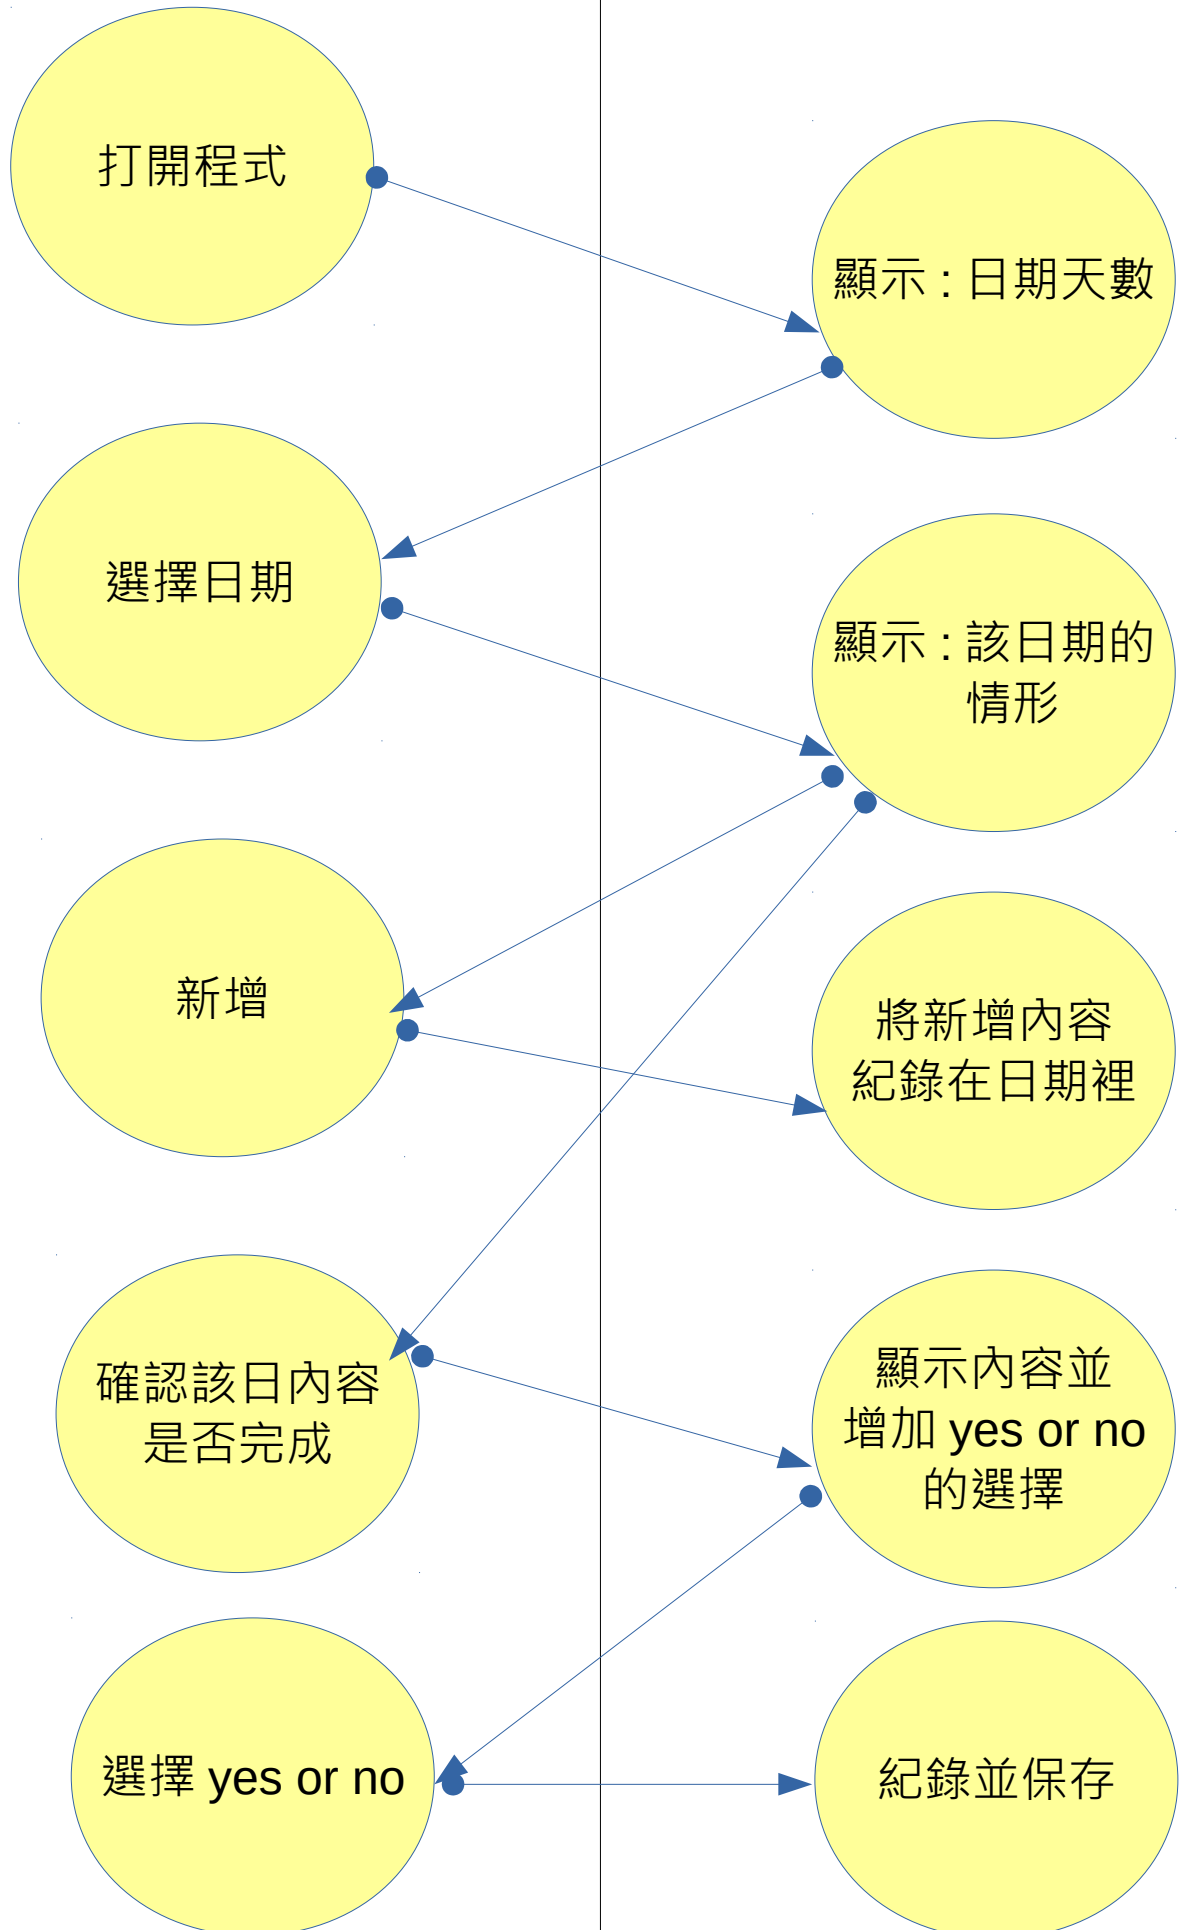 打開程式
顯示 : 日期天數
選擇日期
顯示 : 該日期的
情形
新增
將新增內容
紀錄在日期裡
確認該日內容
是否完成
顯示內容並
增加 yes or no
的選擇
選擇 yes or no
紀錄並保存